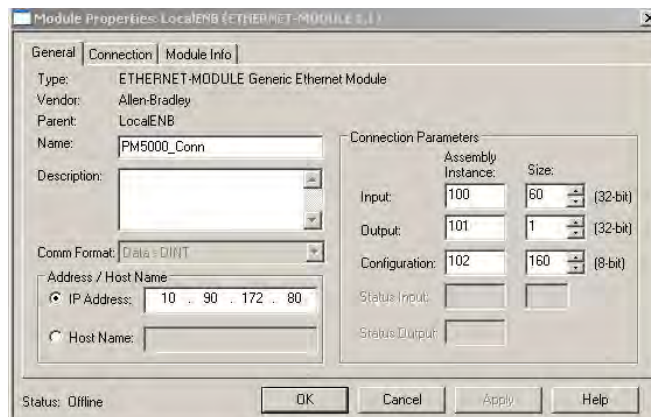 Module Properties: LocalENB (ETHERNET-MODULE 1.1)
General Connection Module Info
Type: ETHERNET-MODULE Generic Ethernet Module
Vendor: Allen-Bradley
Parent: LocalENB
Name: PM5000_Conn
Description:
Comm Format: Data : DINT
Address / Host Name
IP Address: 10 . 90 . 172 . 80
Host Name:
Connection Parameters
Assembly Instance: Size:
Input: 100 60 (32-bit)
Output: 101 1 (32-bit)
Configuration: 102 160 (8-bit)
Status Input:
Status Output:
Status: Offline
OK Cancel Apply Help